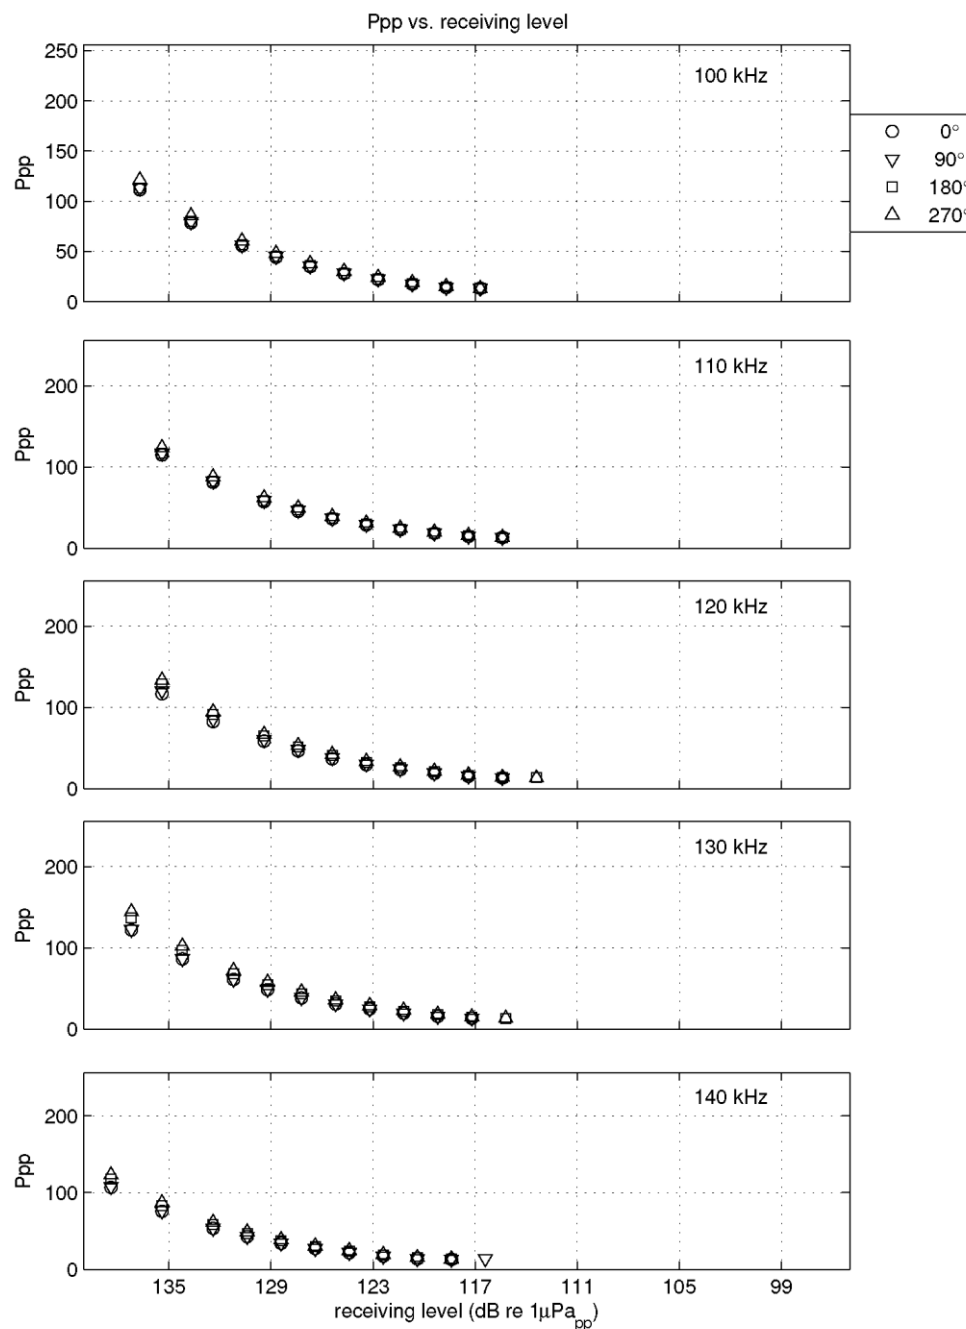 Ppp vs. receiving level
250
200
150
100
50
0
Ppp
100 kHz
0°
90°
180°
270°
200
100
0
Ppp
110 kHz
200
100
0
Ppp
120 kHz
200
100
0
Ppp
130 kHz
200
100
0
Ppp
140 kHz
135 129 123 117 111 105 99
receiving level (dB re 1μPa_pp)